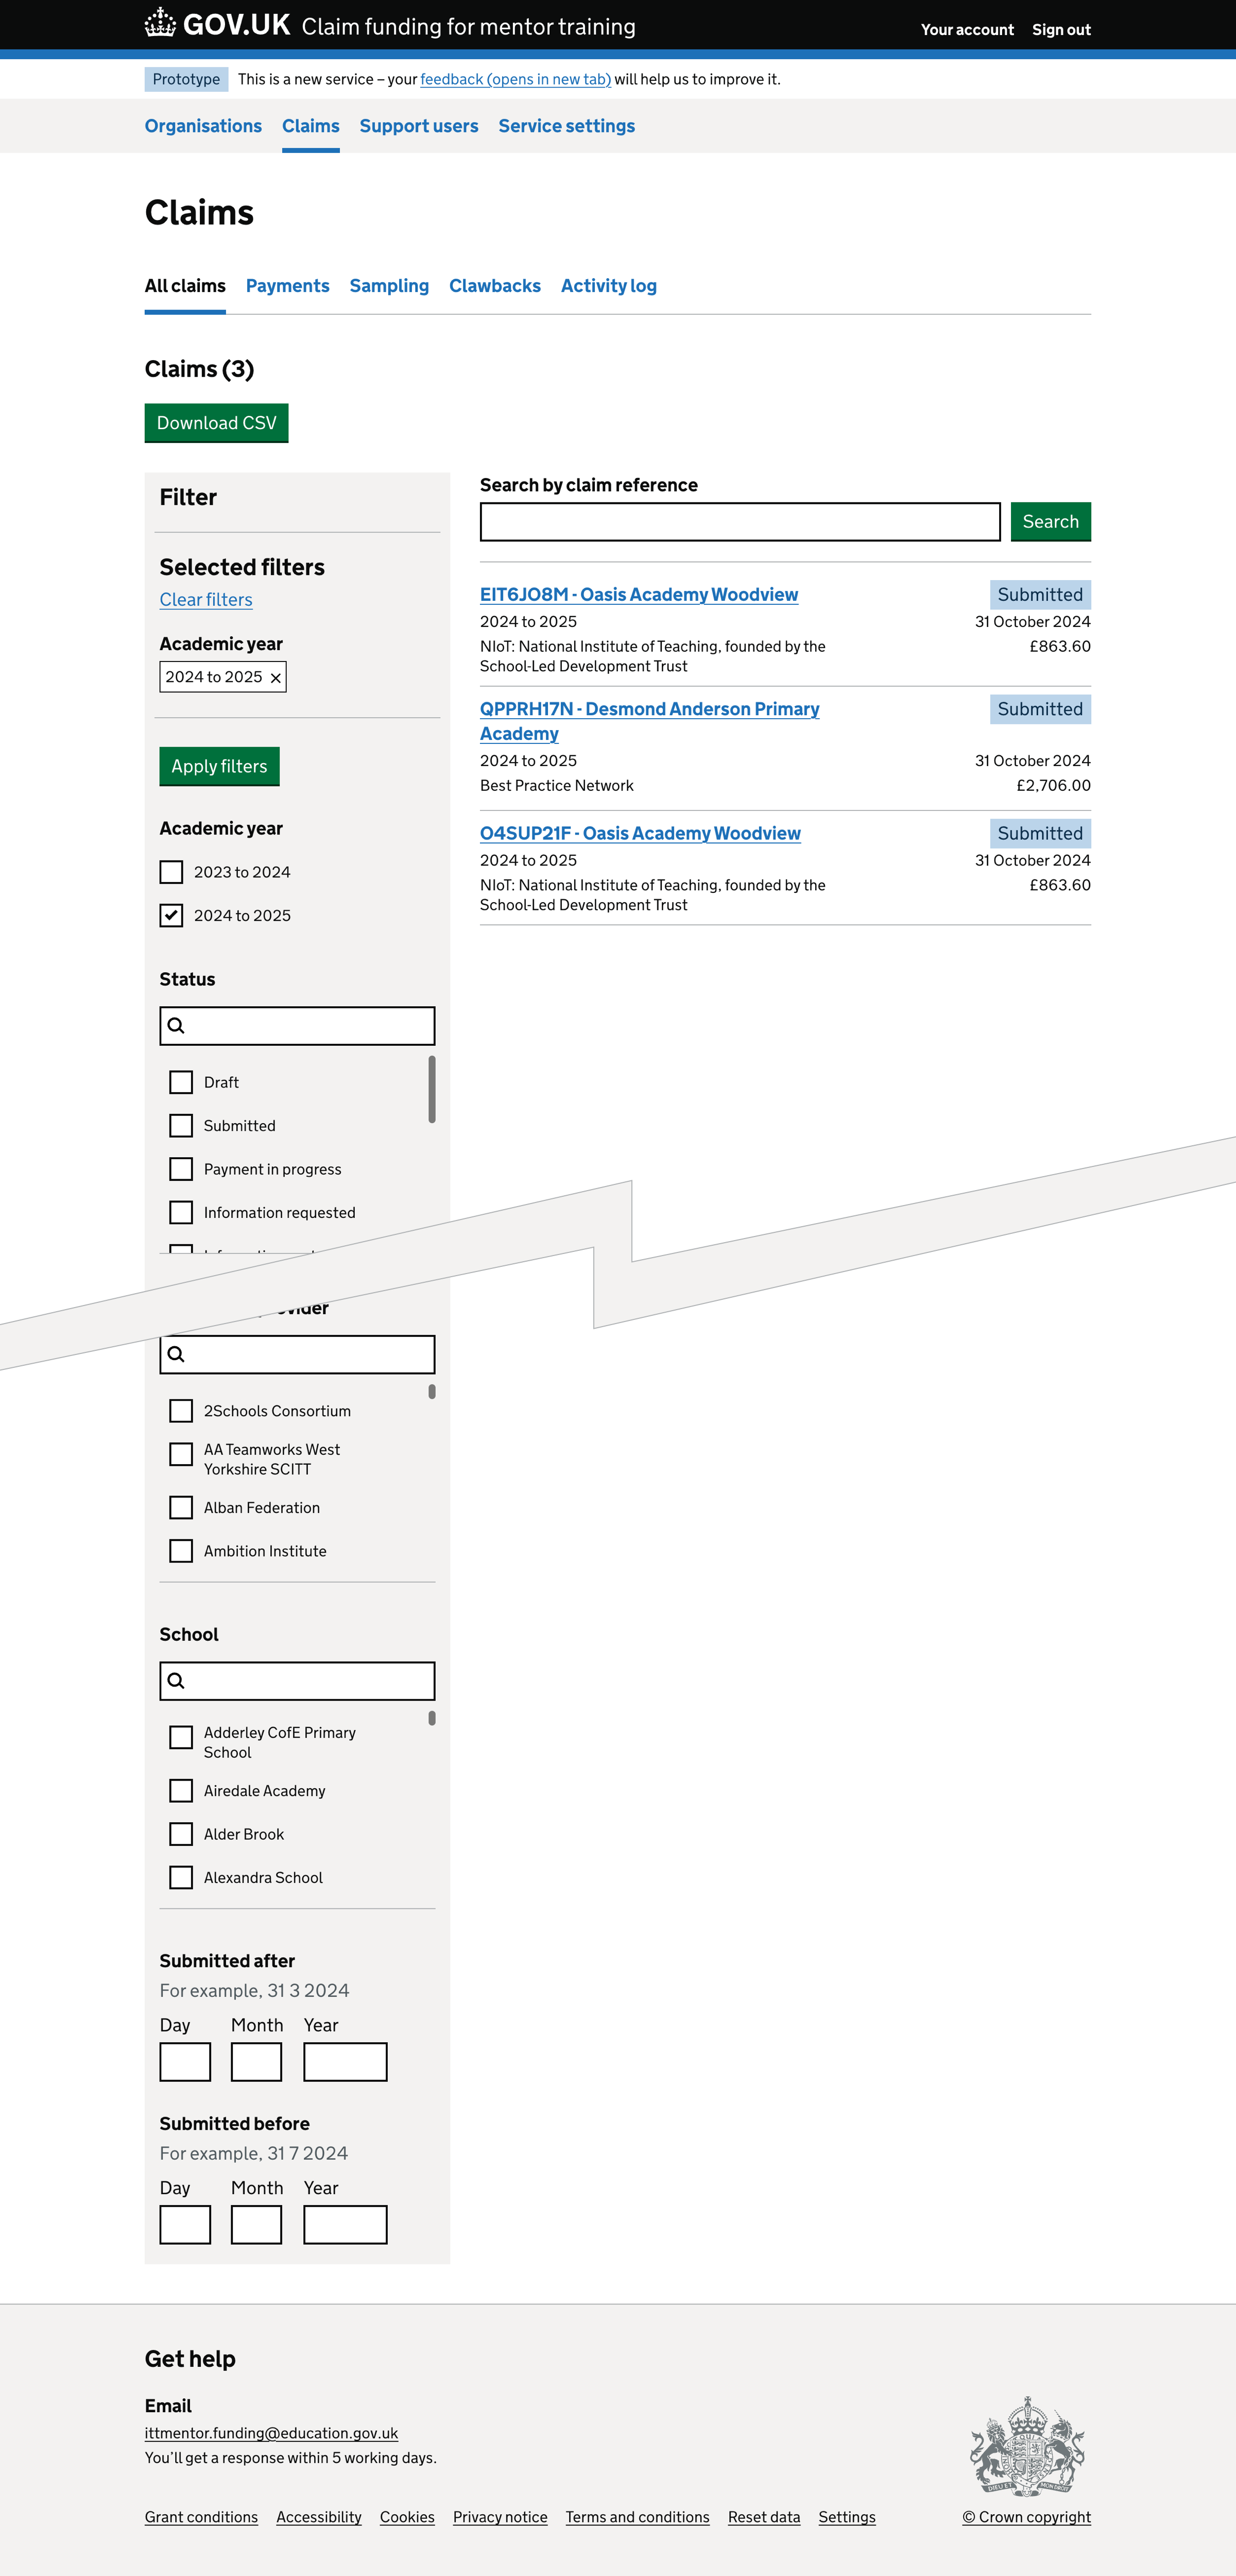 GOV.UK Claim funding for mentor training
Your account Sign out
Prototype This is a new service – your feedback (opens in new tab) will help us to improve it.
Organisations Claims Support users Service settings
Claims
All claims Payments Sampling Clawbacks Activity log
Claims (3)
Download CSV
Filter
Selected filters
Clear filters
Academic year
2024 to 2025
Apply filters
Academic year
2023 to 2024
2024 to 2025
Status
Draft
Submitted
Payment in progress
Information requested
2Schools Consortium
AA Teamworks West
Yorkshire SCITT
Alban Federation
Ambition Institute
School
Adderley CofE Primary
School
Airedale Academy
Alder Brook
Alexandra School
Submitted after
For example, 31 3 2024
Day Month Year
Submitted before
For example, 31 7 2024
Day Month Year
Search by claim reference
Search
EIT6JO8M - Oasis Academy Woodview
Submitted
2024 to 2025
31 October 2024
NIoT: National Institute of Teaching, founded by the
£863.60
School-Led Development Trust
QPPRH17N - Desmond Anderson Primary
Submitted
Academy
2024 to 2025
31 October 2024
Best Practice Network
£2,706.00
O4SUP21F - Oasis Academy Woodview
Submitted
2024 to 2025
31 October 2024
NIoT: National Institute of Teaching, founded by the
£863.60
School-Led Development Trust
Get help
Email
ittmentor.funding@education.gov.uk
You’ll get a response within 5 working days.
DIEU ET MON DROIT
Grant conditions Accessibility Cookies Privacy notice Terms and conditions Reset data Settings
© Crown copyright